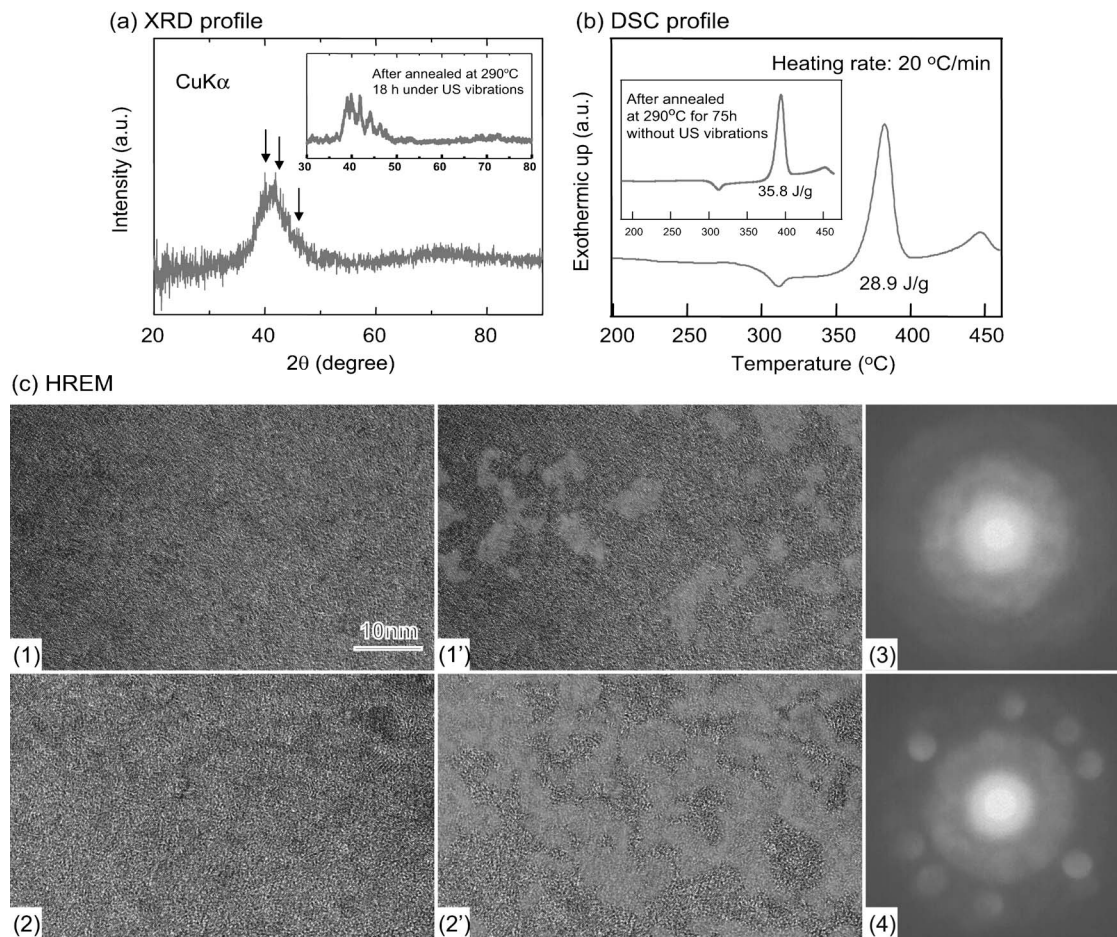 (a) XRD profile
CuKα
After annealed at 290°C
18 h under US vibrations
30 40 50 60 70 80
Intensity (a.u.)
20 40 60 80
2θ (degree)
(b) DSC profile
Heating rate: 20 °C/min
After annealed
at 290°C for 75h
without US vibrations
35.8 J/g
200 250 300 350 400 450
28.9 J/g
Exothermic up (a.u.)
200 250 300 350 400 450
Temperature (°C)
(c) HREM
10nm
(1)
(1’)
(3)
(2)
(2’)
(4)